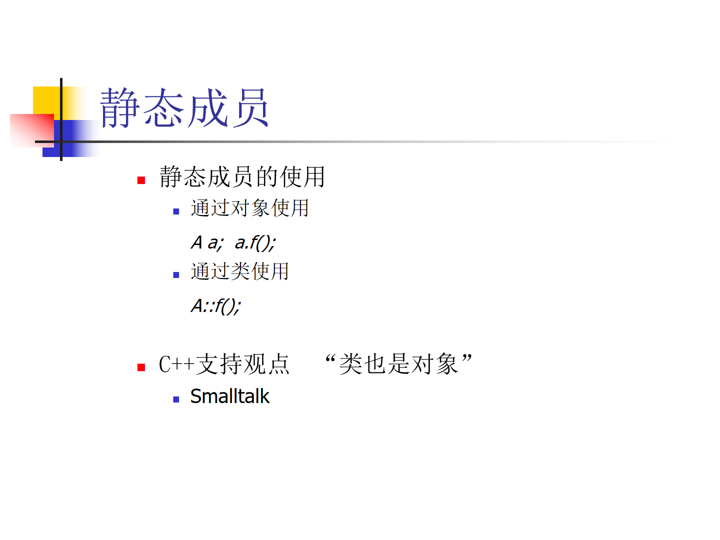 静态成员
静态成员的使用
通过对象使用
A a;  a.f();
通过类使用
A::f();
C++支持观点  “类也是对象”
Smalltalk